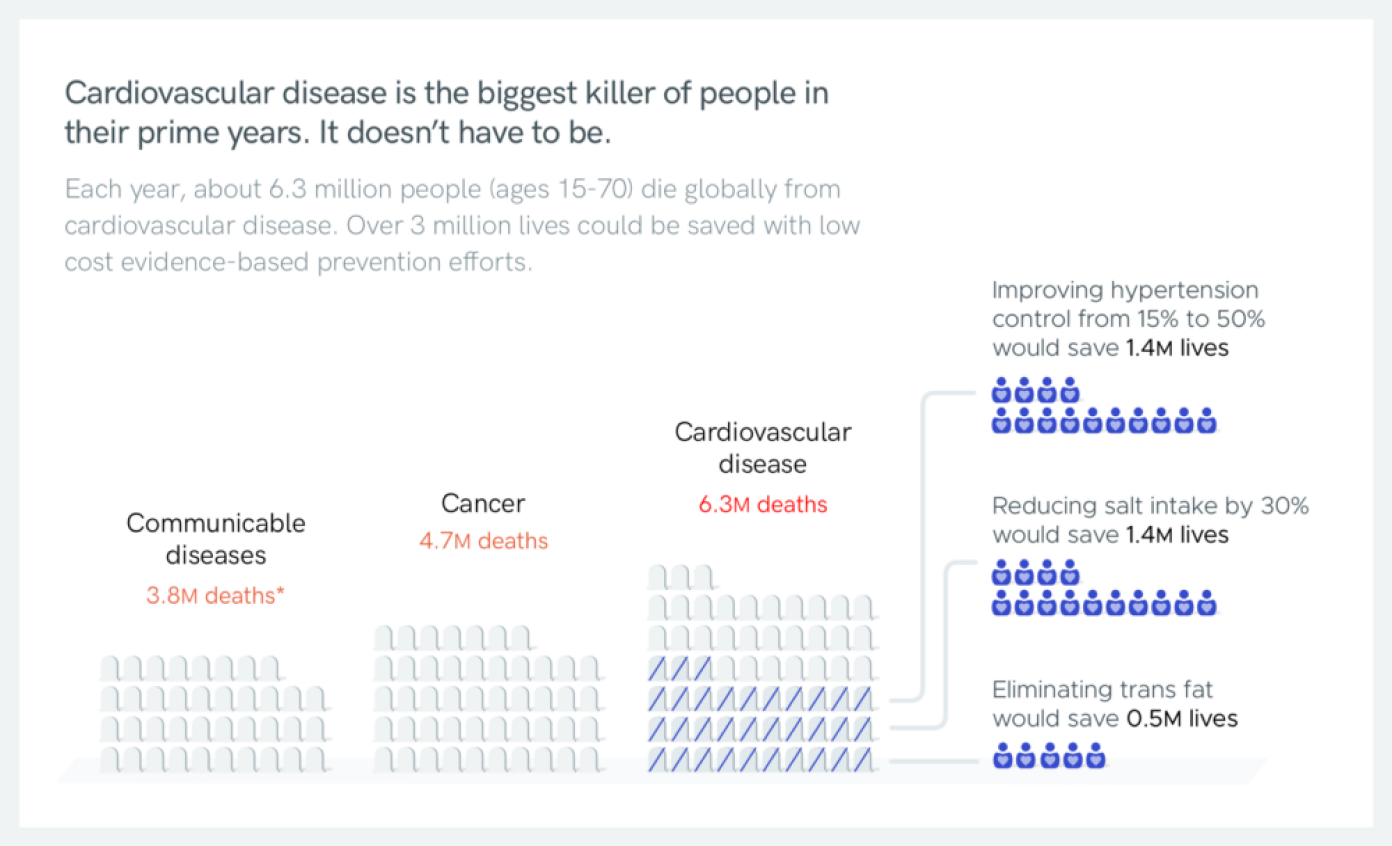 Cardiovascular disease is the biggest killer of people in
their prime years. It doesn't have to be.
Each year, about 6.3 million people (ages 15-70) die globally from
cardiovascular disease. Over 3 million lives could be saved with low
cost evidence-based prevention efforts.
Communicable
diseases
3.8M deaths*
Cancer
4.7M deaths
Cardiovascular
disease
6.3M deaths
Improving hypertension
control from 15% to 50%
would save 1.4M lives
Reducing salt intake by 30%
would save 1.4M lives
Eliminating trans fat
would save 0.5M lives